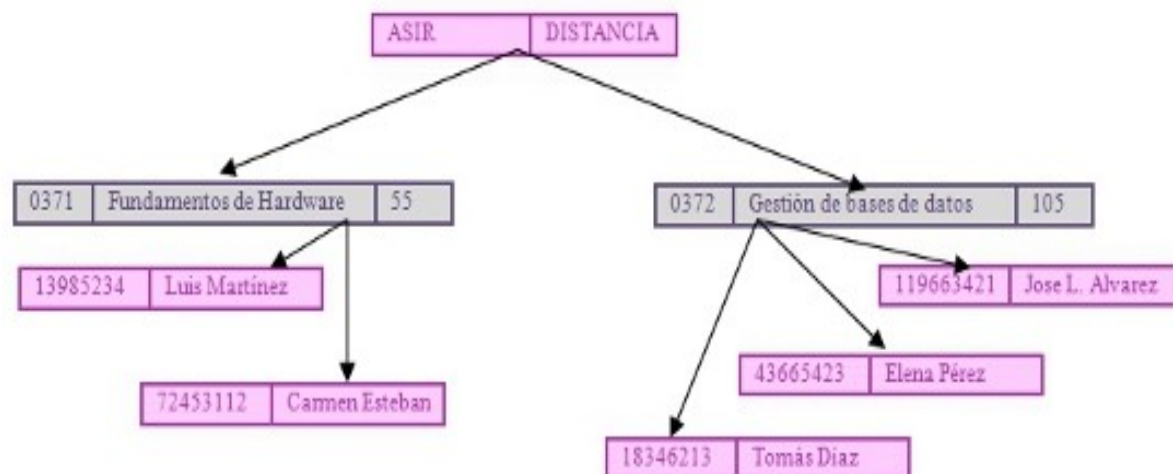 ASIR DISTANCIA
0371 Fundamentos de Hardware 55
0372 Gestión de bases de datos 105
13985234 Luis Martínez
119663421 Jose L. Alvarez
43665423 Elena Pérez
72453112 Carmen Esteban
18346213 Tomás Díaz